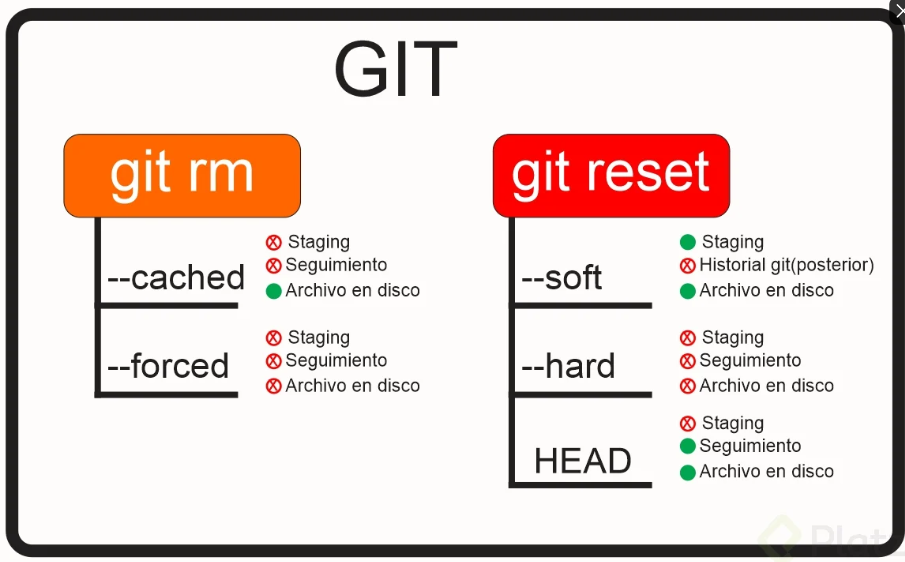 GIT
git rm
--cached
Staging
Seguimiento
Archivo en disco
--forced
Staging
Seguimiento
Archivo en disco
git reset
--soft
Staging
Historial git(posterior)
Archivo en disco
--hard
Staging
Seguimiento
Archivo en disco
HEAD
Staging
Seguimiento
Archivo en disco